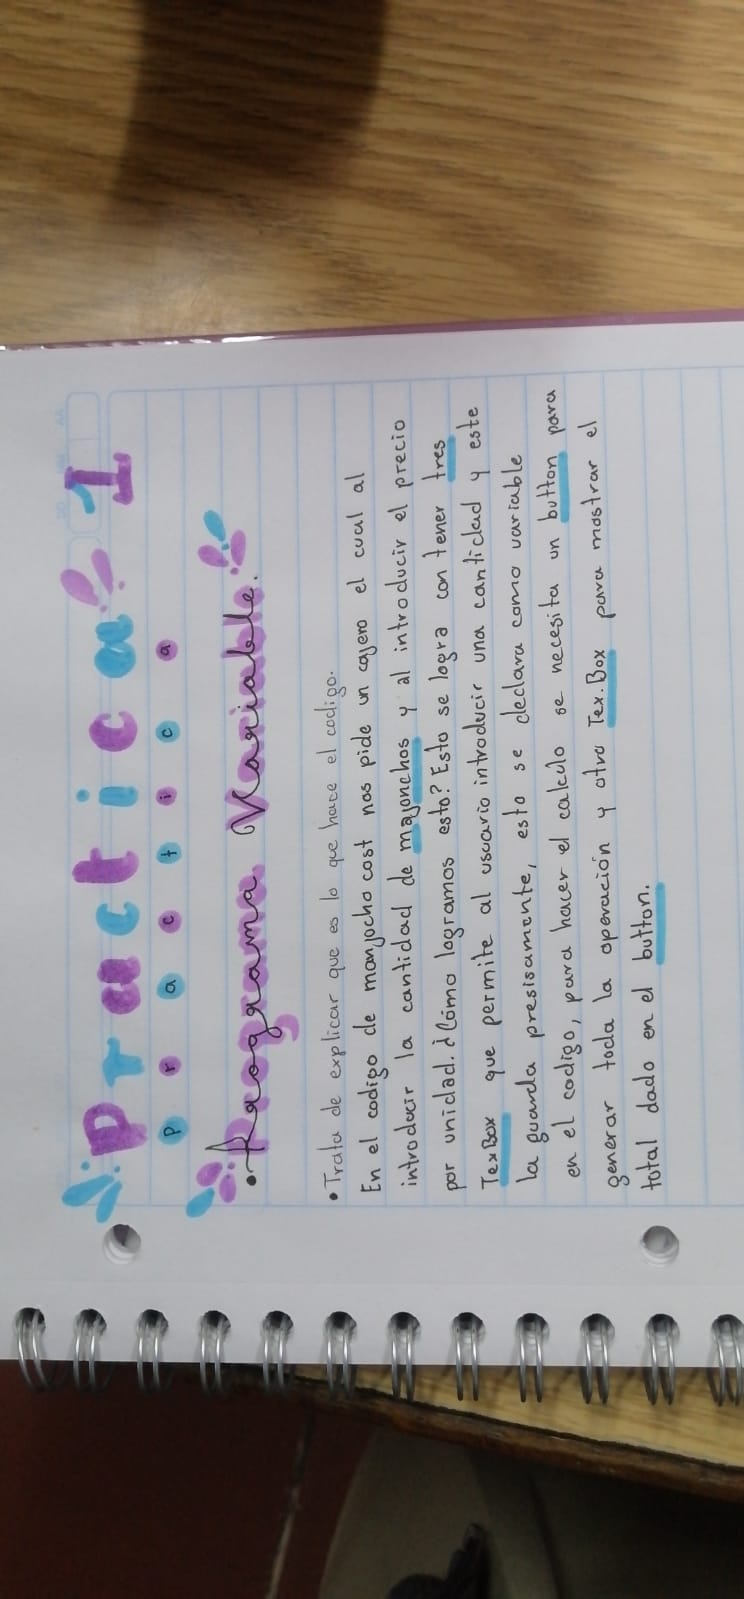 Practica 1
practica
• Programa Variable.
• Trata de explicar que es lo que hace el codigo.
En el codigo de manjocho cost nos pide un cajero el cual al
introducir la cantidad de majonchos y al introducir el precio
por unidad. ¿Cómo logramos esto? Esto se logra con tener tres
TexBox que permite al usuario introducir una cantidad y este
la guarda presisamente, esto se declara como variable
en el codigo, para hacer el calculo se necesita un button para
generar toda la operación y otro Tex.Box para mostrar el
total dado en el button.